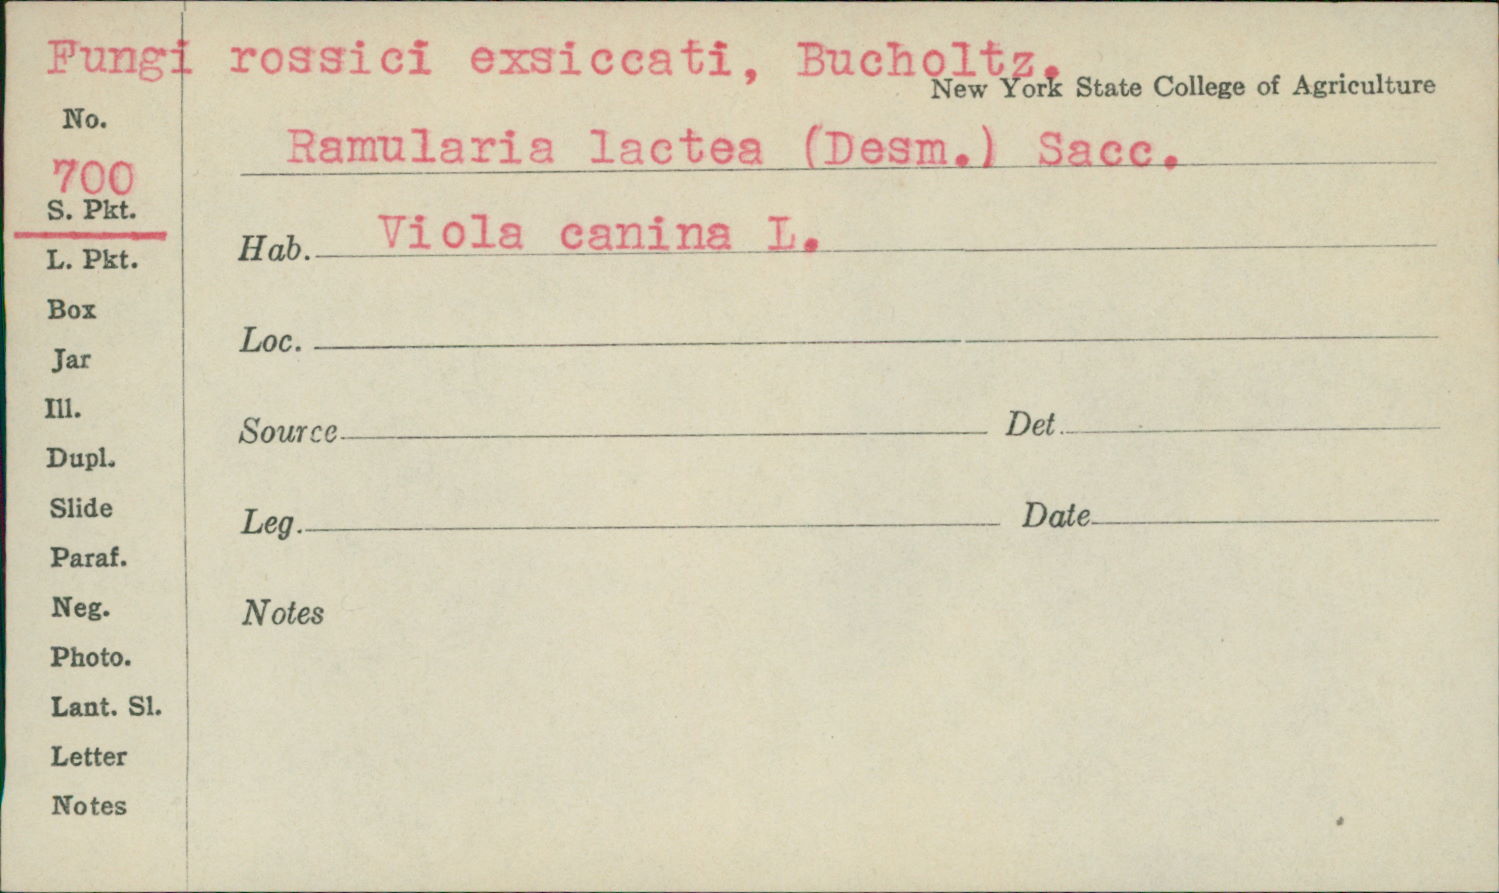 Fungi rossici exsiccati, Bucholtz.
New York State College of Agriculture
No.
700
Ramularia lactea (Desm.) Sacc.
S. Pkt.
Hab. Viola canina L.
L. Pkt.
Box
Loc.
Jar
Ill.
Source Det.
Dupl.
Slide
Leg. Date
Paraf.
Neg.
Notes
Photo.
Lant. Sl.
Letter
Notes